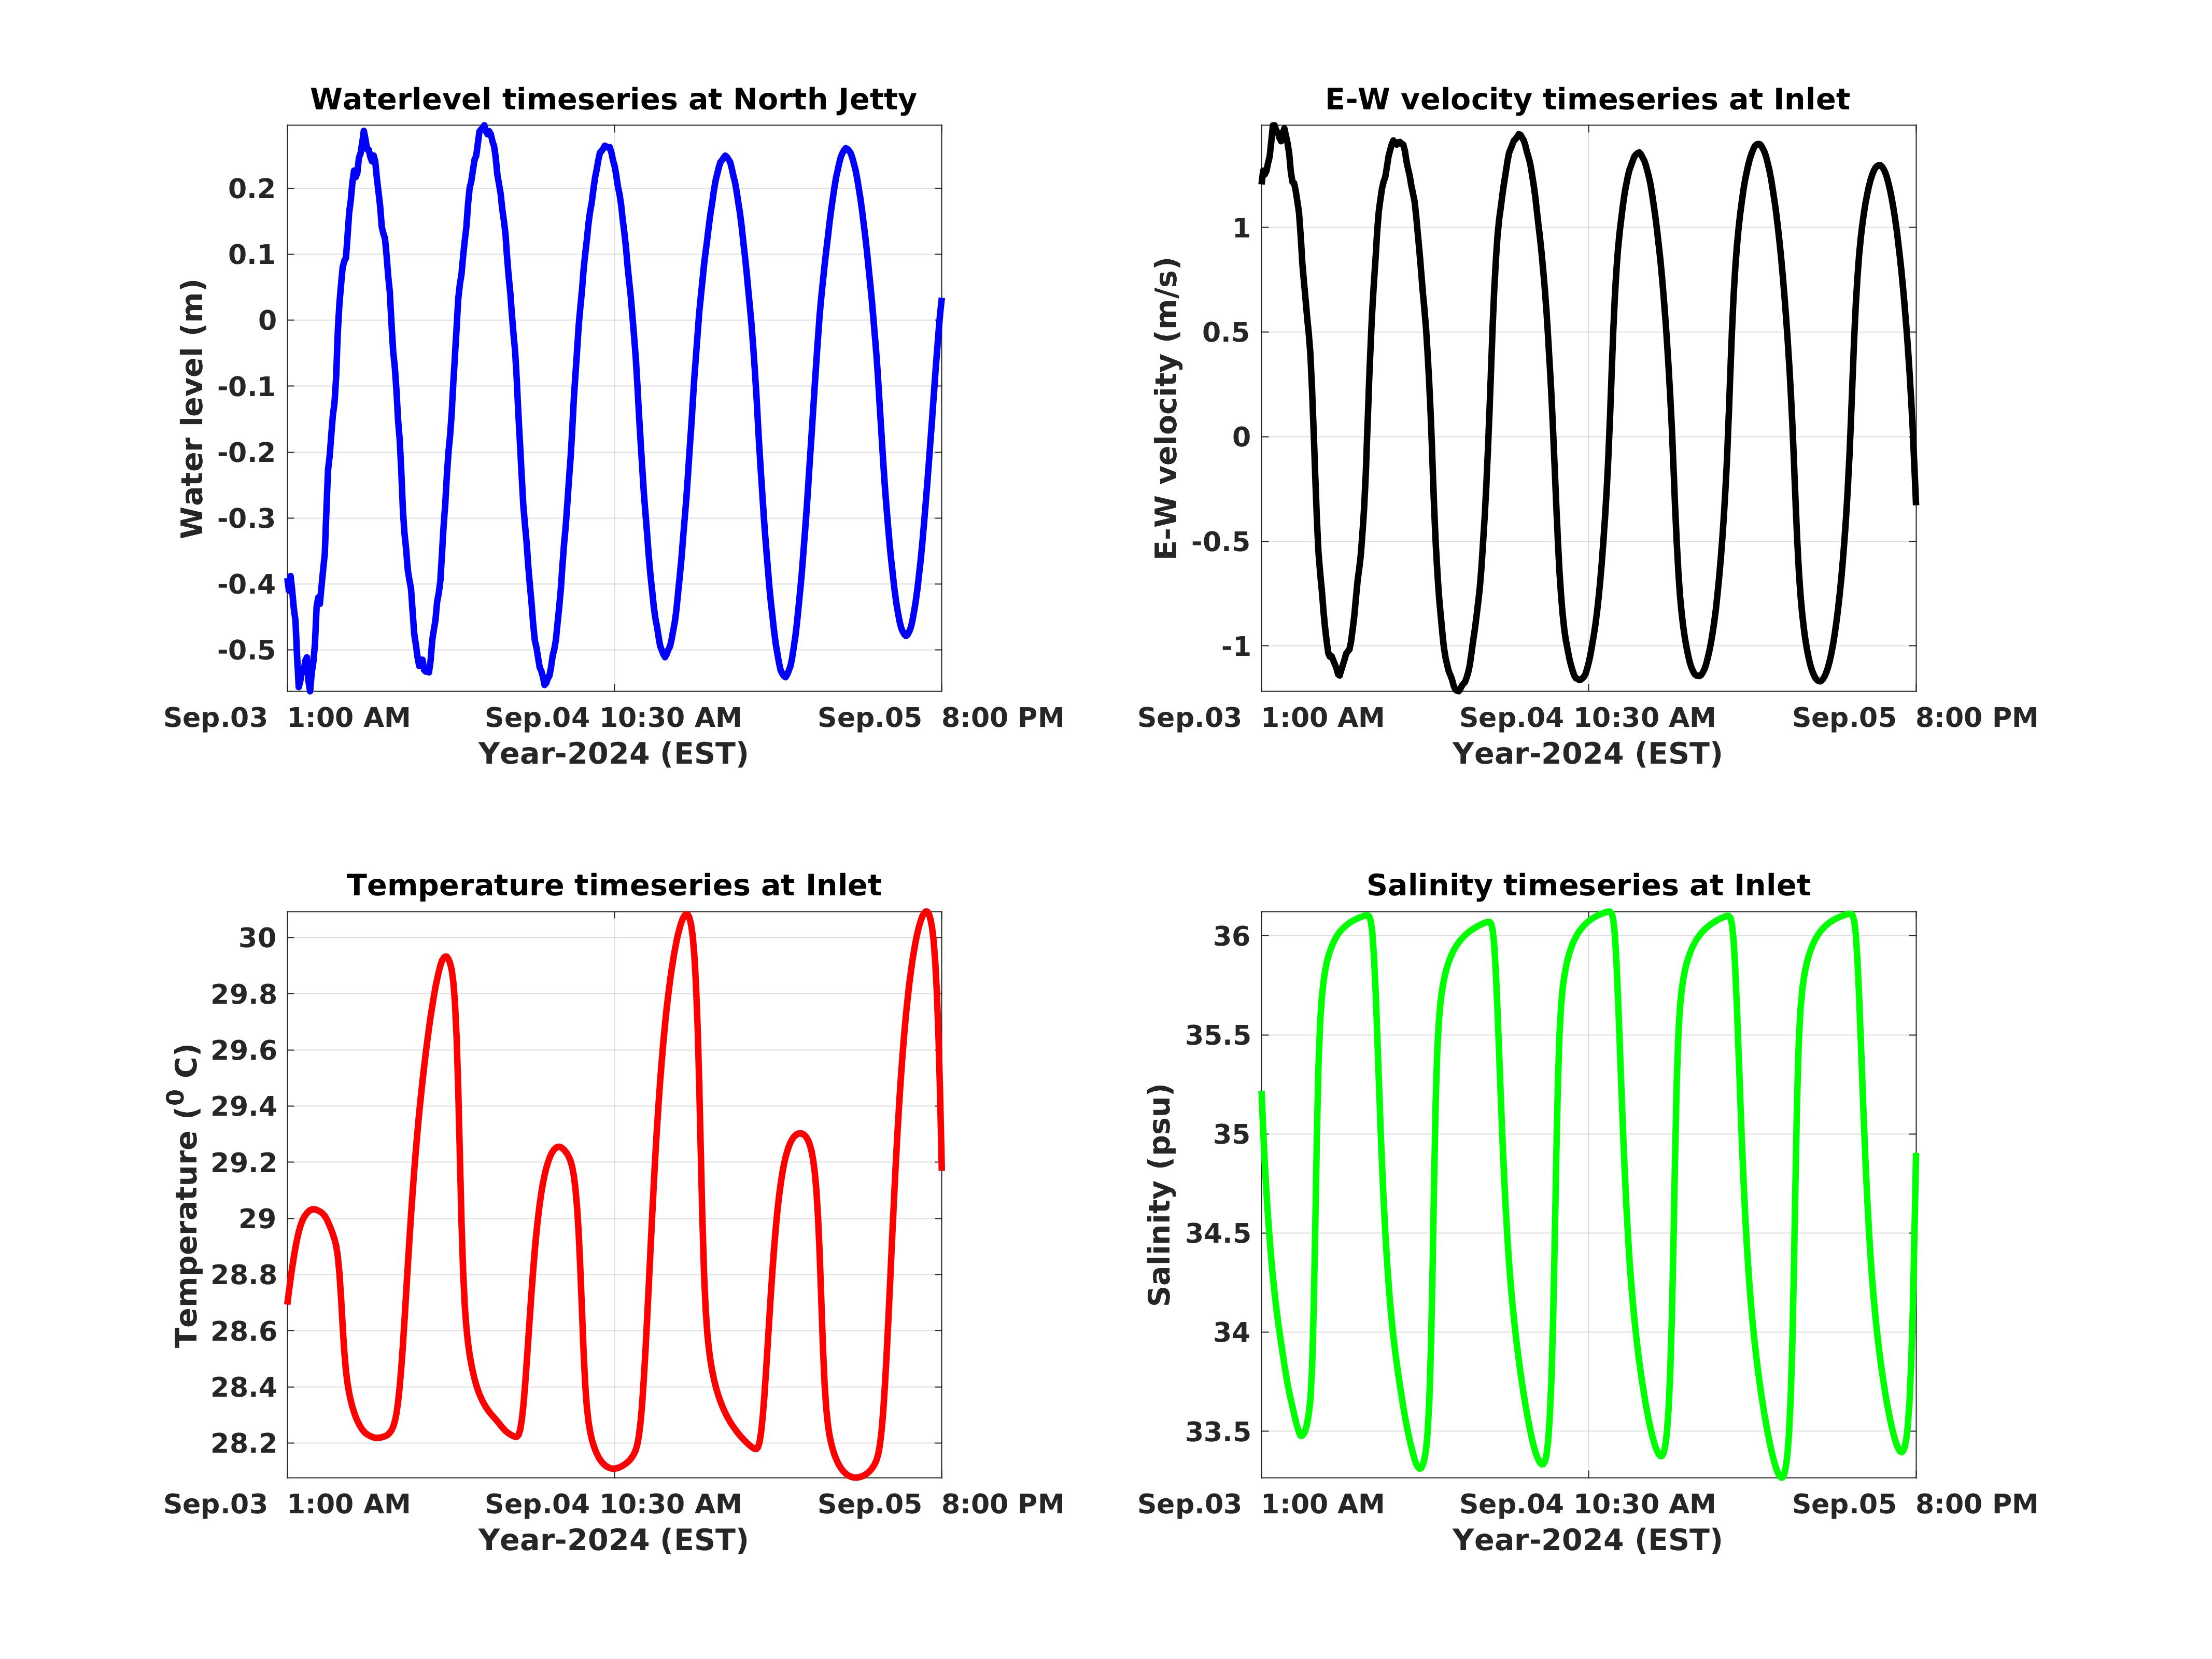 Waterlevel timeseries at North Jetty
Water level (m)
0.2
0.1
0
-0.1
-0.2
-0.3
-0.4
-0.5
Sep.03 1:00 AM
Sep.04 10:30 AM
Sep.05 8:00 PM
Year-2024 (EST)
E-W velocity timeseries at Inlet
E-W velocity (m/s)
1
0.5
0
-0.5
-1
Sep.03 1:00 AM
Sep.04 10:30 AM
Sep.05 8:00 PM
Year-2024 (EST)
Temperature timeseries at Inlet
Temperature (⁰ C)
30
29.8
29.6
29.4
29.2
29
28.8
28.6
28.4
28.2
Sep.03 1:00 AM
Sep.04 10:30 AM
Sep.05 8:00 PM
Year-2024 (EST)
Salinity timeseries at Inlet
Salinity (psu)
36
35.5
35
34.5
34
33.5
Sep.03 1:00 AM
Sep.04 10:30 AM
Sep.05 8:00 PM
Year-2024 (EST)